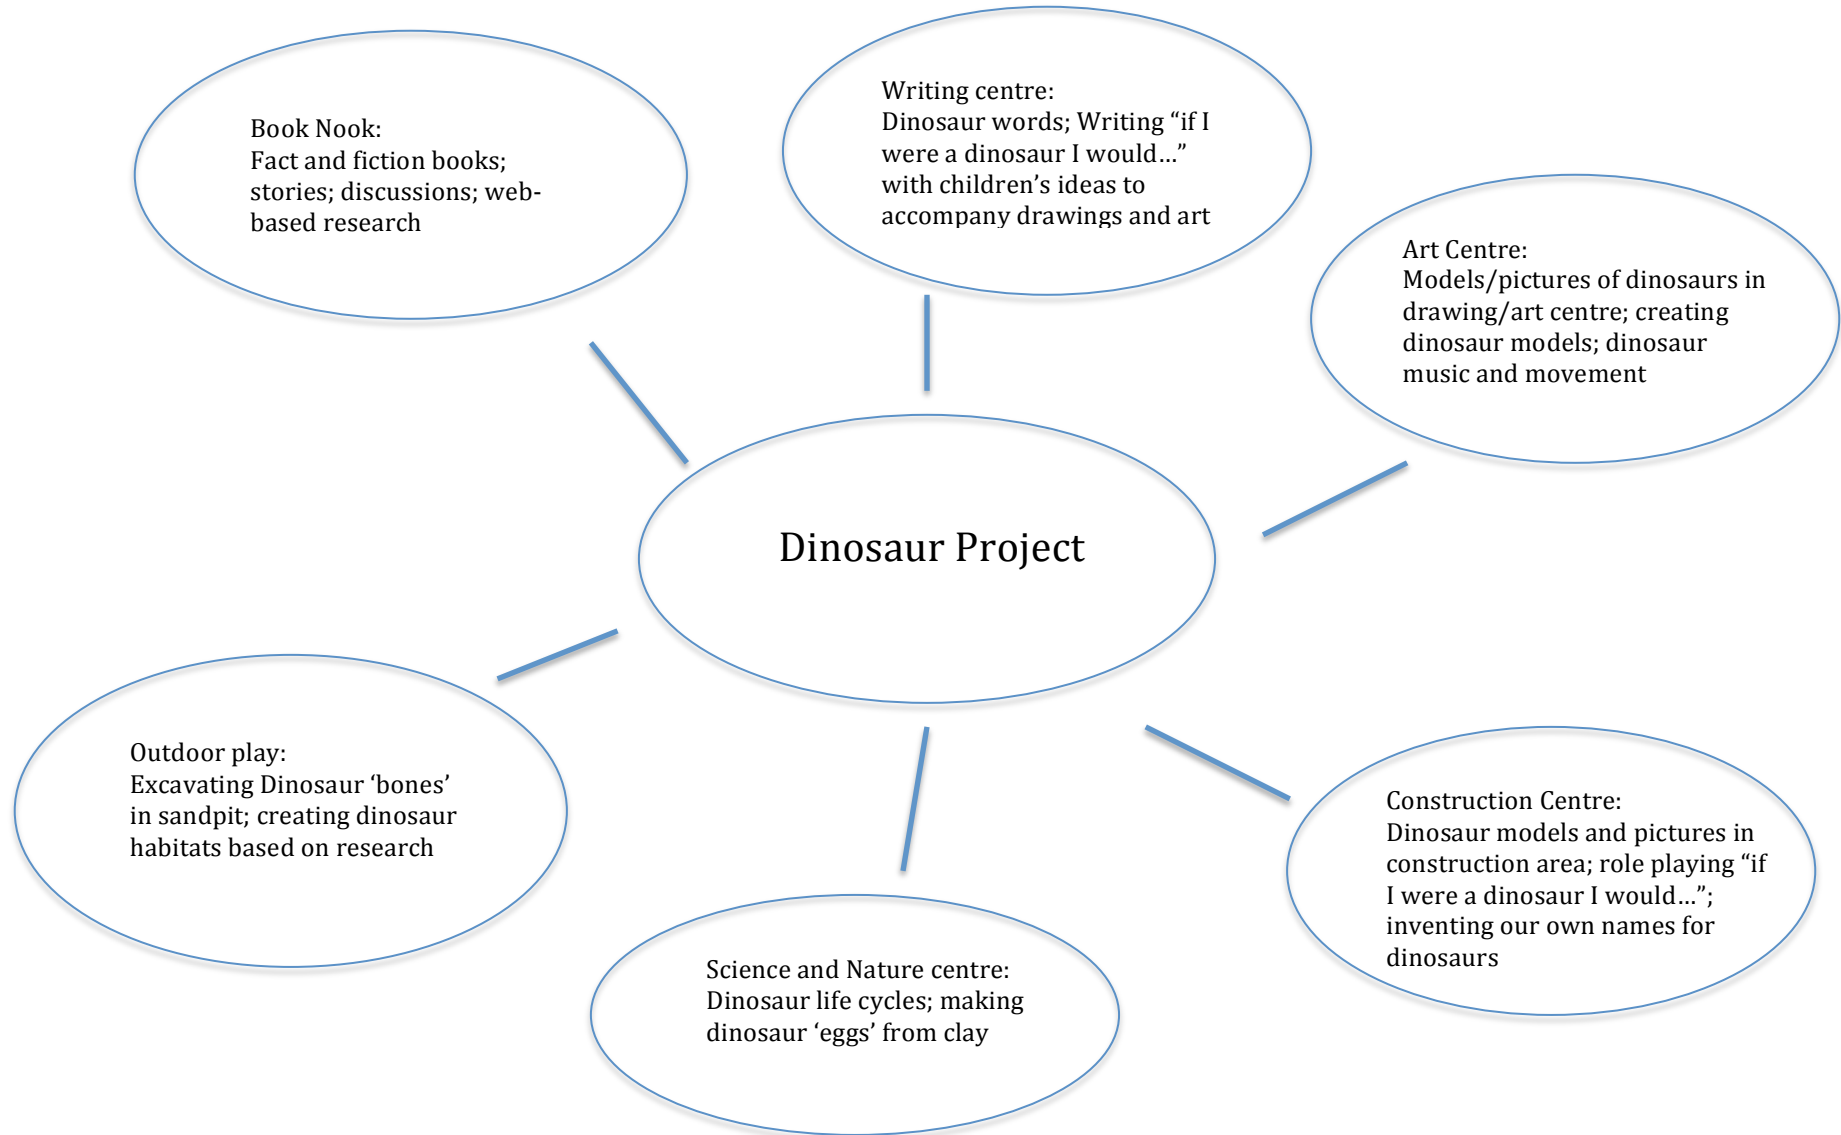 Book Nook:
Fact and fiction books;
stories; discussions; web-
based research
Writing centre:
Dinosaur words; Writing “if I
were a dinosaur I would…”
with children’s ideas to
accompany drawings and art
Art Centre:
Models/pictures of dinosaurs in
drawing/art centre; creating
dinosaur models; dinosaur
music and movement
Dinosaur Project
Outdoor play:
Excavating Dinosaur ‘bones’
in sandpit; creating dinosaur
habitats based on research
Science and Nature centre:
Dinosaur life cycles; making
dinosaur ‘eggs’ from clay
Construction Centre:
Dinosaur models and pictures in
construction area; role playing “if
I were a dinosaur I would…”;
inventing our own names for
dinosaurs